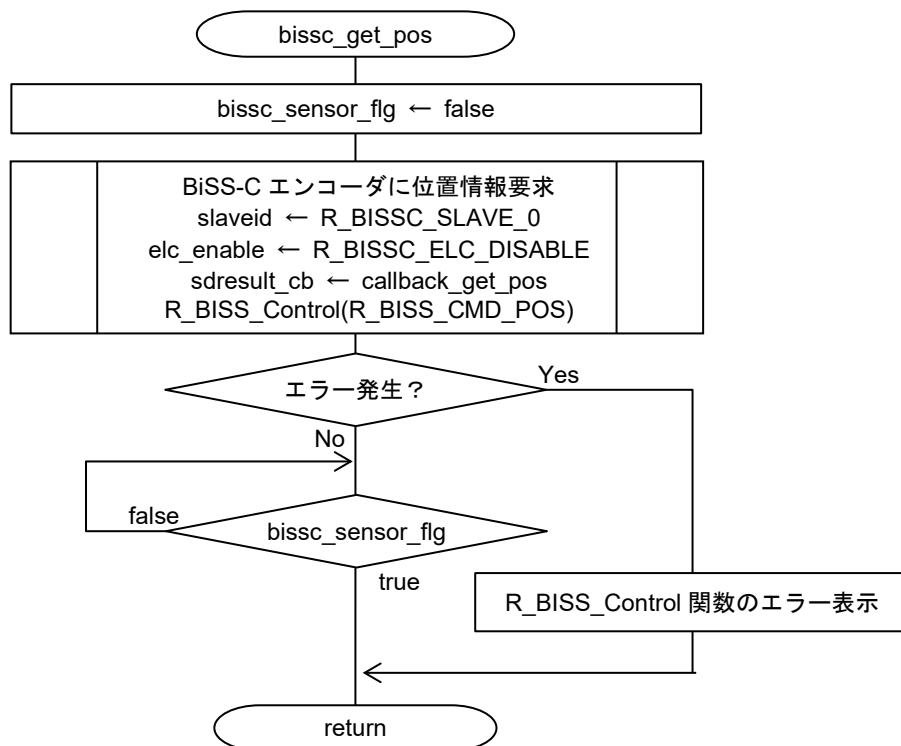 bissc_get_pos
bissc_sensor_flg ← false
BiSS-C エンコーダに位置情報要求
slaveid ← R_BISSC_SLAVE_0
elc_enable ← R_BISSC_ELC_DISABLE
sdresult_cb ← callback_get_pos
R_BISS_Control(R_BISS_CMD_POS)
エラー発生？
Yes
No
false
bissc_sensor_flg
true
R_BISS_Control 関数のエラー表示
return